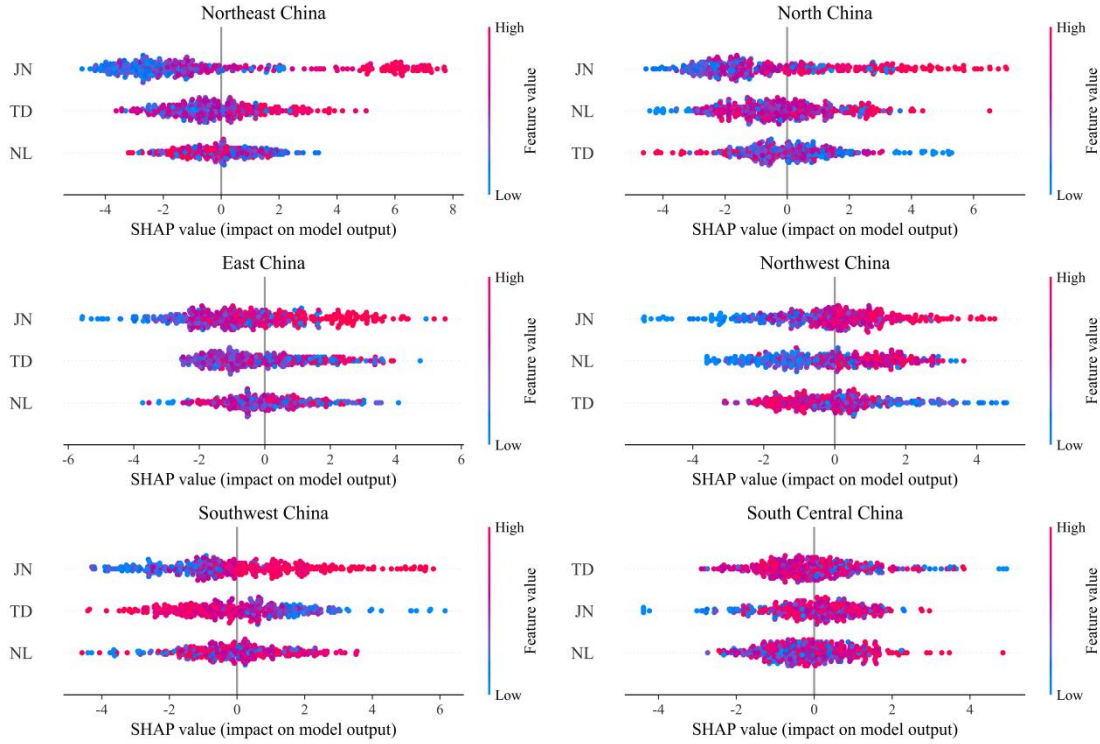 Northeast China
High
JN
TD
NL
Feature value
Low
-4 -2 0 2 4 6 8
SHAP value (impact on model output)
North China
High
JN
NL
TD
Feature value
Low
-4 -2 0 2 4 6
SHAP value (impact on model output)
East China
High
JN
TD
NL
Feature value
Low
-6 -4 -2 0 2 4 6
SHAP value (impact on model output)
Northwest China
High
JN
NL
TD
Feature value
Low
-4 -2 0 2 4
SHAP value (impact on model output)
Southwest China
High
JN
TD
NL
Feature value
Low
-4 -2 0 2 4 6
SHAP value (impact on model output)
South Central China
High
TD
JN
NL
Feature value
Low
-4 -2 0 2 4
SHAP value (impact on model output)